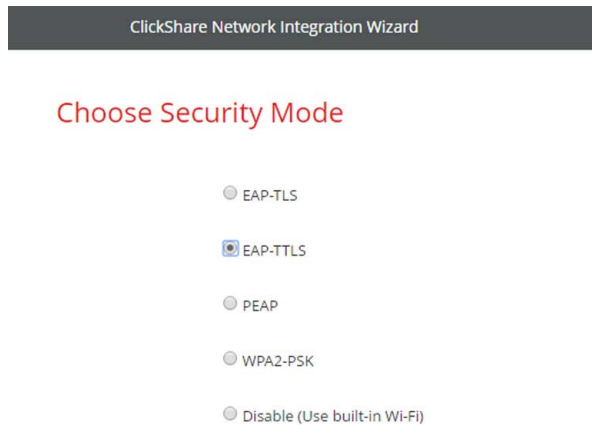 ClickShare Network Integration Wizard
Choose Security Mode
EAP-TLS
EAP-TTLS
PEAP
WPA2-PSK
Disable (Use built-in Wi-Fi)